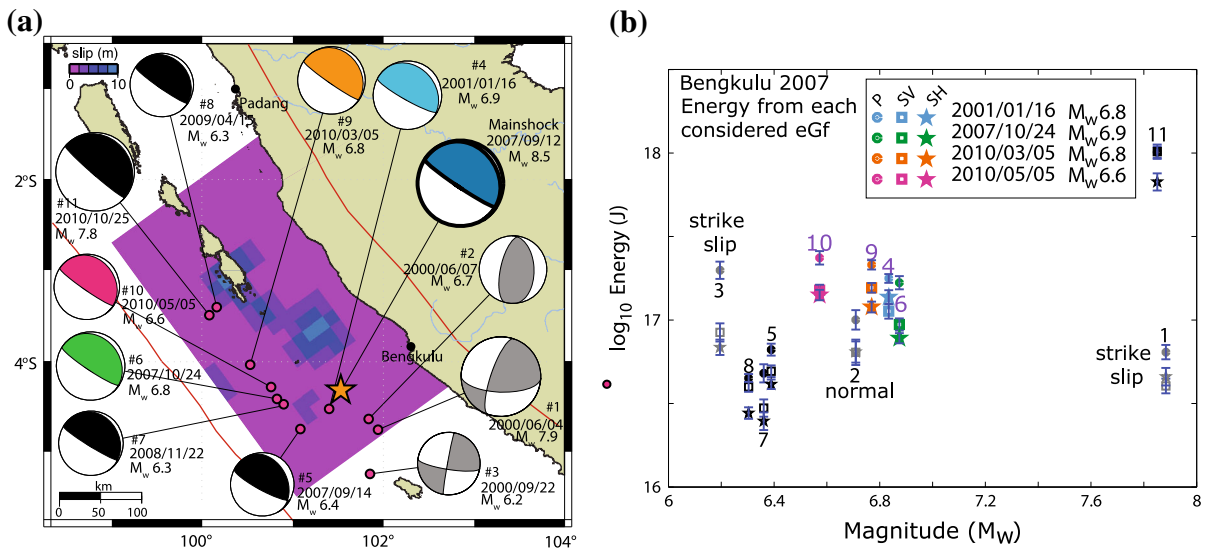 (a)
slip (m)
0 10
#8
2009/04/15
Mw 6.3
Padang
#9
2010/03/05
Mw 6.8
#4
2001/01/16
Mw 6.9
Mainshock
2007/09/12
Mw 8.5
#11
2010/10/25
Mw 7.8
#2
2000/06/07
Mw 6.7
#10
2010/05/05
Mw 6.6
Bengkulu
#6
2007/10/24
Mw 6.8
#1
2000/06/04
Mw 7.9
#7
2008/11/22
Mw 6.3
#5
2007/09/14
Mw 6.4
#3
2000/09/22
Mw 6.2
km
0 50 100
2°S
4°S
100° 102° 104°
(b)
Bengkulu 2007
Energy from each
considered eGf
P SV SH
2001/01/16 Mw 6.8
2007/10/24 Mw 6.9
2010/03/05 Mw 6.8
2010/05/05 Mw 6.6
11
strike
slip
3
10
9
4
6
8
5
7
2
normal
1
strike
slip
log10 Energy (J)
18
17
16
6 6.4 6.8 7.2 7.6 8
Magnitude (Mw)